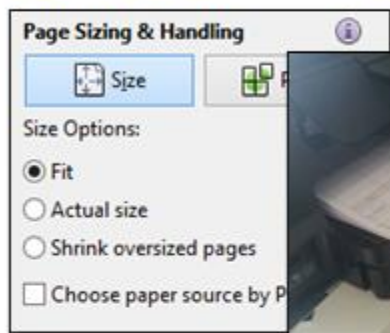 Page Sizing & Handling
Size
Size Options:
Fit
Actual size
Shrink oversized pages
Choose paper source by